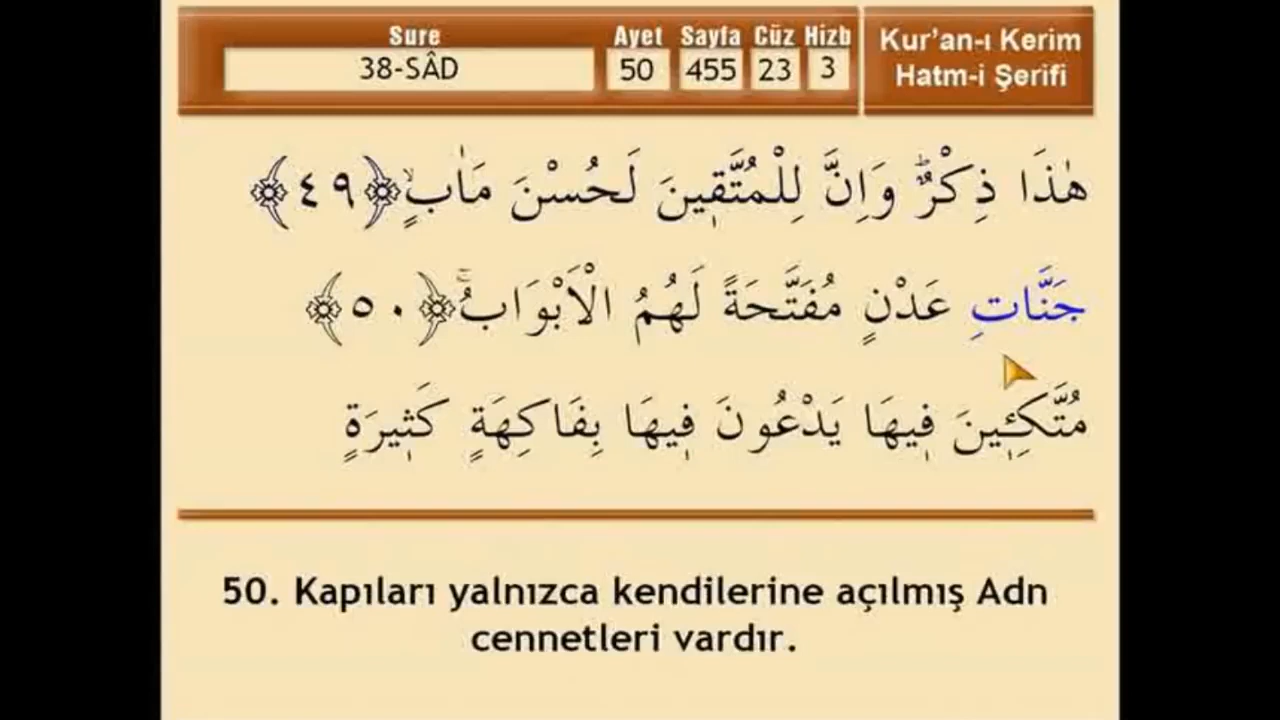 Sure Ayet Sayfa Cüz Hizb
38-SÂD 50 455 23 3
Kur'an-ı Kerim
Hatm-i Şerifi
هٰذَا ذِكْرٌۜ وَاِنَّ لِلْمُتَّق۪ينَ لَحُسْنَ مَاٰبٍۙ ﴿٤٩﴾
جَنَّاتِ عَدْنٍ مُفَتَّحَةً لَهُمُ الْاَبْوَابُۚ ﴿٥٠﴾
مُتَّكِـ۪ٔينَ ف۪يهَا يَدْعُونَ ف۪يهَا بِفَاكِهَةٍ كَث۪يرَةٍ
50. Kapıları yalnızca kendilerine açılmış Adn
cennetleri vardır.